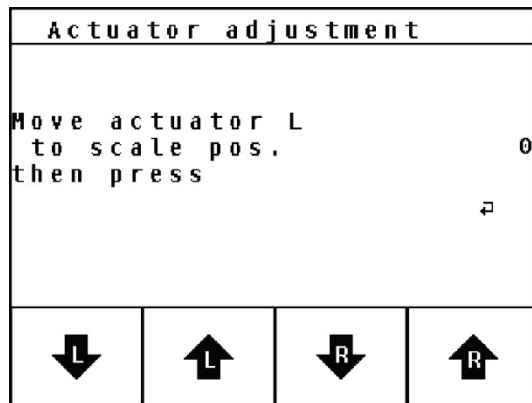 Actuator adjustment
Move actuator L
to scale pos. 0
then press
↵
L L R R